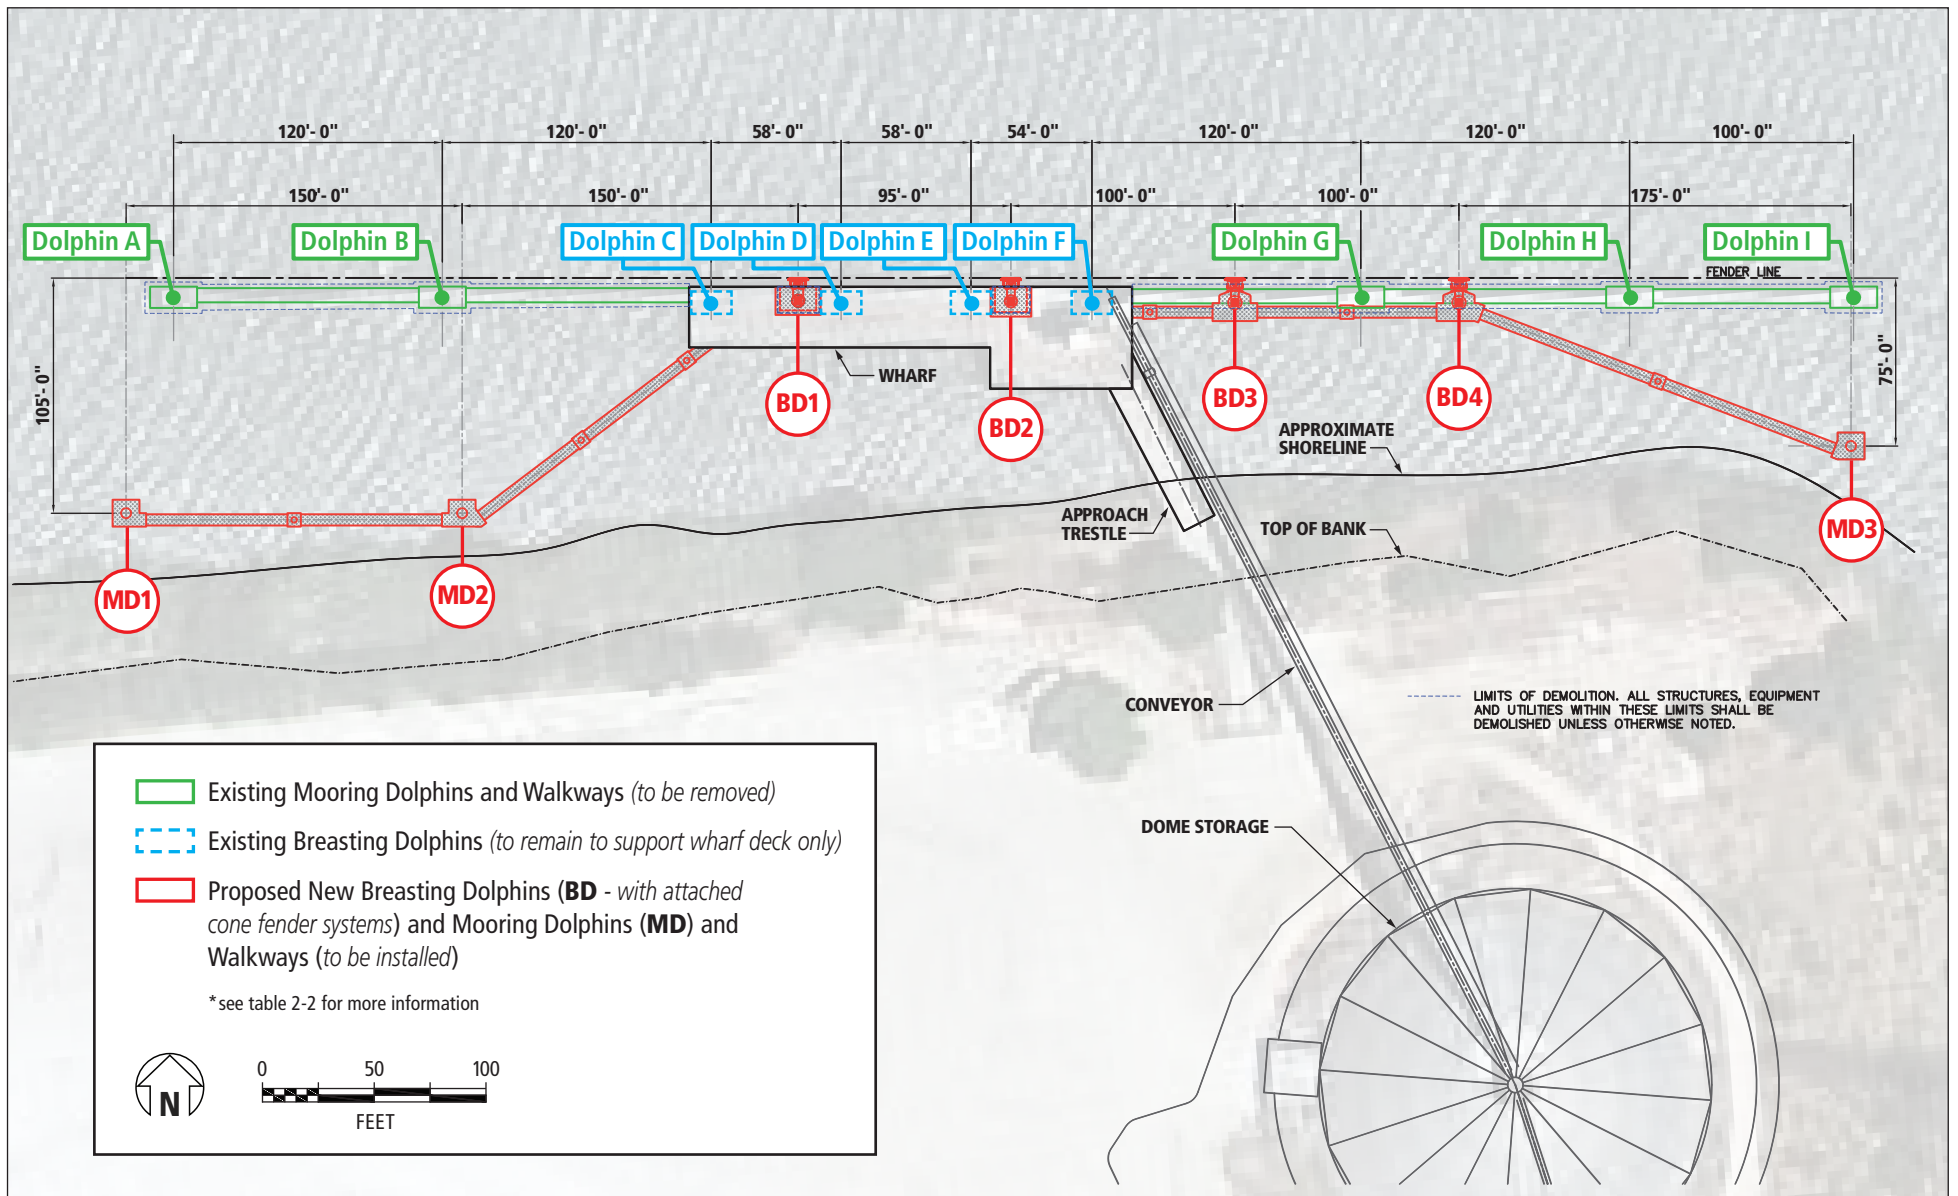 120'- 0" 120'- 0" 58'- 0" 58'- 0" 54'- 0" 120'- 0" 120'- 0" 100'- 0"
150'- 0" 150'- 0" 95'- 0" 100'- 0" 100'- 0" 175'- 0"
Dolphin A
Dolphin B
Dolphin C
Dolphin D
Dolphin E
Dolphin F
Dolphin G
Dolphin H
Dolphin I
FENDER LINE
105'- 0"
75'- 0"
WHARF
BD1
BD2
BD3
BD4
APPROXIMATE
SHORELINE
APPROACH
TRESTLE
TOP OF BANK
MD1
MD2
MD3
CONVEYOR
LIMITS OF DEMOLITION. ALL STRUCTURES, EQUIPMENT
AND UTILITIES WITHIN THESE LIMITS SHALL BE
DEMOLISHED UNLESS OTHERWISE NOTED.
DOME STORAGE
Existing Mooring Dolphins and Walkways (to be removed)
Existing Breasting Dolphins (to remain to support wharf deck only)
Proposed New Breasting Dolphins (BD - with attached
cone fender systems) and Mooring Dolphins (MD) and
Walkways (to be installed)
*see table 2-2 for more information
N
0 50 100
FEET